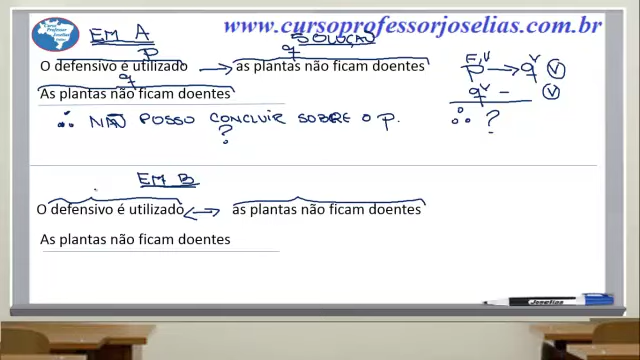 www.cursoprofessorjoselias.com.br
EM A
SOLUÇÃO
p
q
O defensivo é utilizado → as plantas não ficam doentes
F, V V
p → q V
q
As plantas não ficam doentes
q V — V
∴ NÃO POSSO CONCLUIR SOBRE O P.
?
∴ ?
EM B
O defensivo é utilizado ↔ as plantas não ficam doentes
As plantas não ficam doentes
Joselias